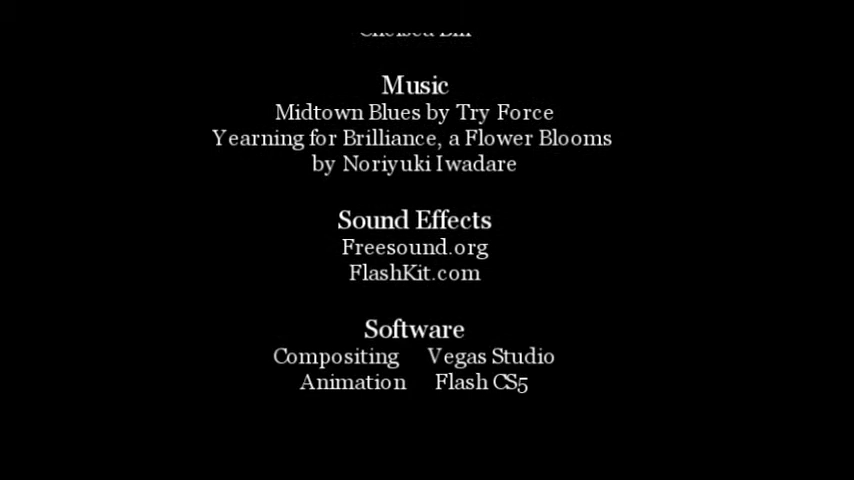 Music
Midtown Blues by Try Force
Yearning for Brilliance, a Flower Blooms
by Noriyuki Iwadare
Sound Effects
Freesound.org
FlashKit.com
Software
Compositing Vegas Studio
Animation Flash CS5